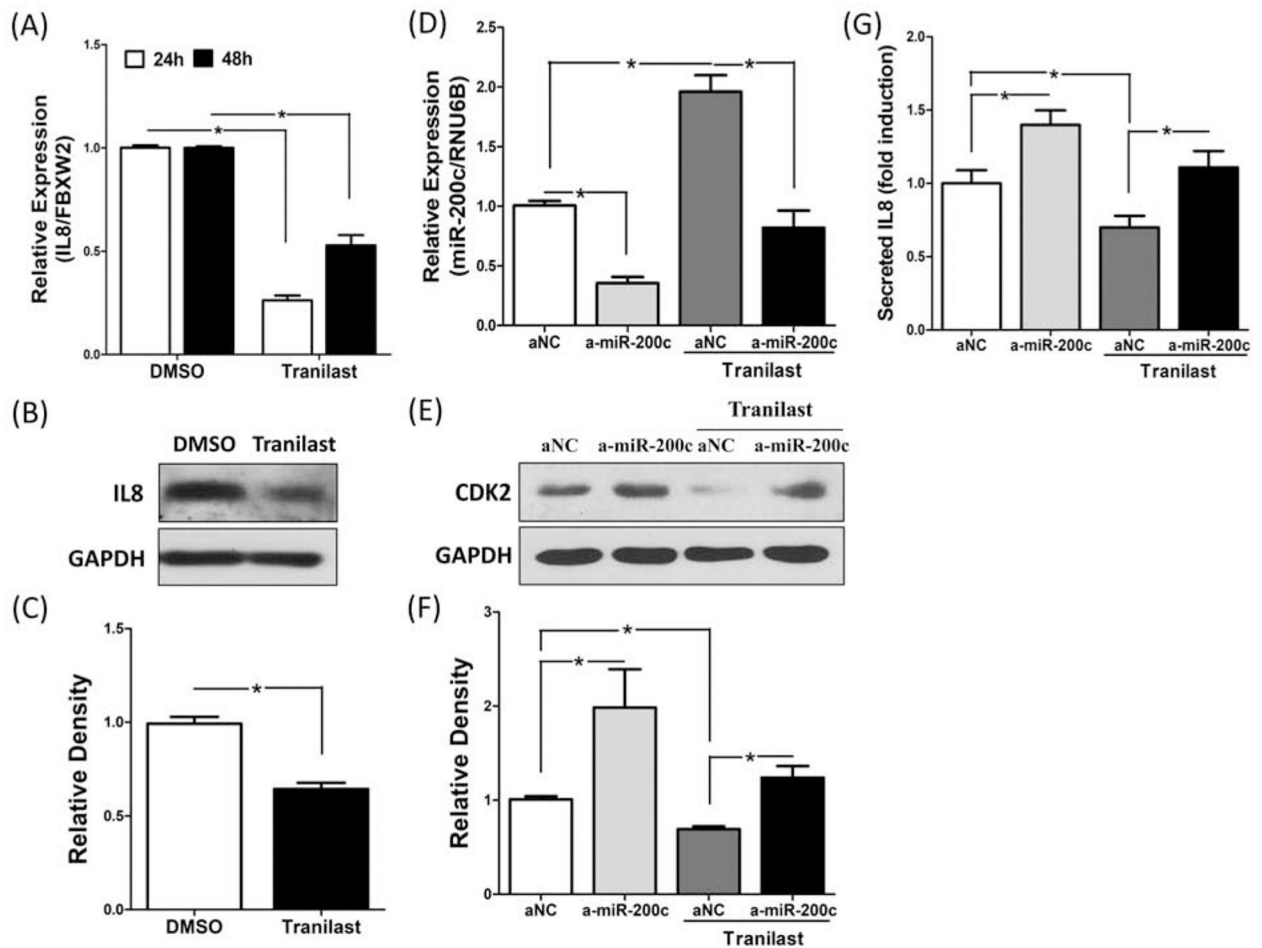 (A)
Relative Expression
(IL8/FBXW2)
1.5
1.0
0.5
0.0
24h 48h
*
*
DMSO Tranilast
(B)
DMSO Tranilast
IL8
GAPDH
(C)
Relative Density
1.5
1.0
0.5
0.0
*
DMSO Tranilast
(D)
Relative Expression
(miR-200c/RNU6B)
2.5
2.0
1.5
1.0
0.5
0.0
* *
*
aNC a-miR-200c aNC a-miR-200c
Tranilast
(E)
Tranilast
aNC a-miR-200c aNC a-miR-200c
CDK2
GAPDH
(F)
Relative Density
3
2
1
0
*
*
*
aNC a-miR-200c aNC a-miR-200c
Tranilast
(G)
Secreted IL8 (fold induction)
2.0
1.5
1.0
0.5
0.0
*
*
*
aNC a-miR-200c aNC a-miR-200c
Tranilast